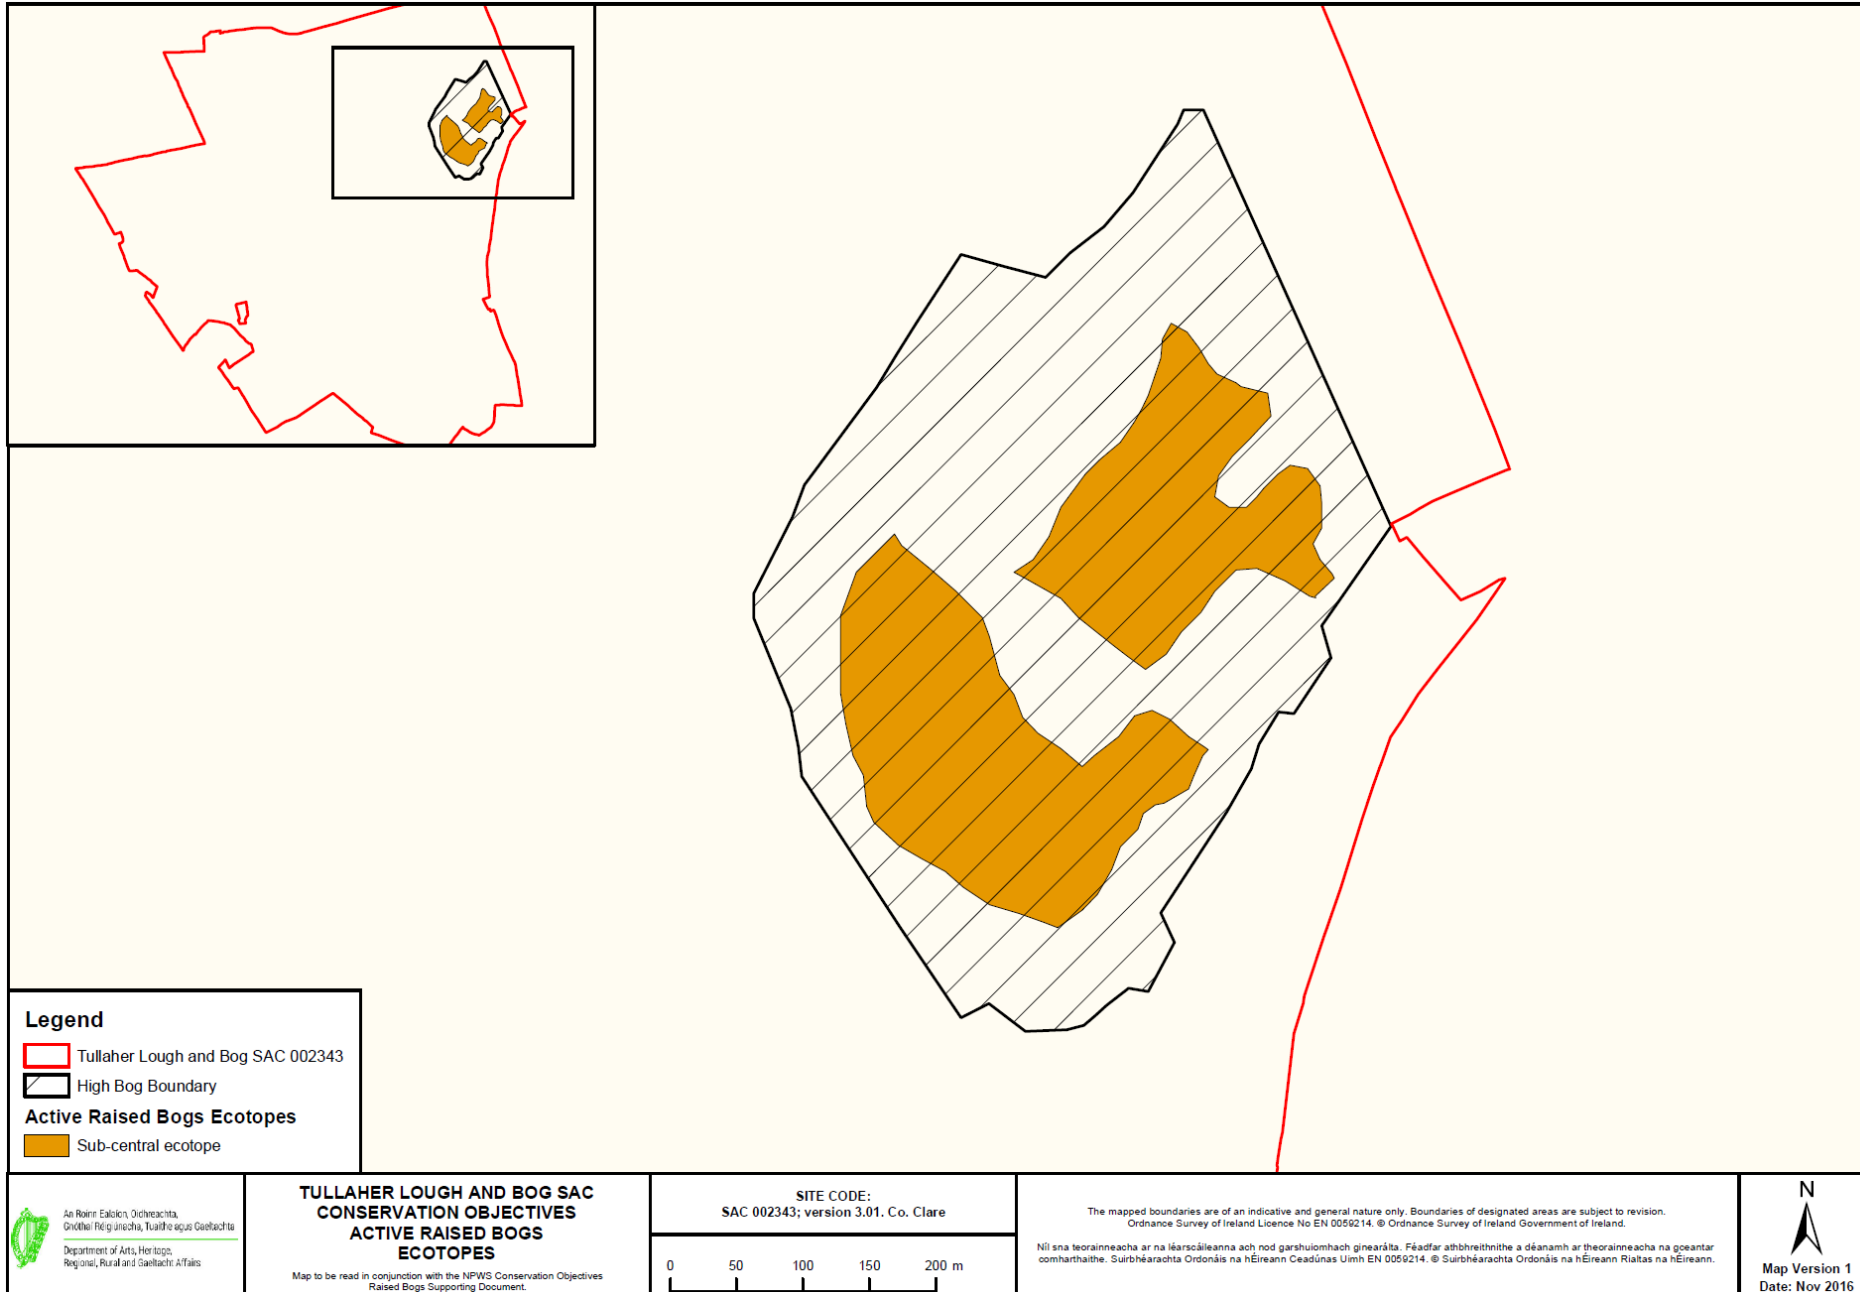 Legend
Tullaher Lough and Bog SAC 002343
High Bog Boundary
Active Raised Bogs Ecotopes
Sub-central ecotope
An Roinn Ealaíon, Oidhreachta,
Gnóthaí Réigiúnacha, Tuaithe agus Gaeltachta
Department of Arts, Heritage,
Regional, Rural and Gaeltacht Affairs
TULLAHER LOUGH AND BOG SAC
CONSERVATION OBJECTIVES
ACTIVE RAISED BOGS
ECOTOPES
Map to be read in conjunction with the NPWS Conservation Objectives
Raised Bogs Supporting Document.
SITE CODE:
SAC 002343; version 3.01. Co. Clare
0 50 100 150 200 m
The mapped boundaries are of an indicative and general nature only. Boundaries of designated areas are subject to revision.
Ordnance Survey of Ireland Licence No EN 0059214. © Ordnance Survey of Ireland Government of Ireland.
Níl sna teorainneacha ar na léarscáileanna ach nod garshuiomhach ginearálta. Féadfar athbhreithnithe a déanamh ar theorainneacha na gceantar
comharthaithe. Suirbhéarachta Ordonáis na hÉireann Ceadúnas Uimh EN 0059214. © Suirbhéarachta Ordonáis na hÉireann Rialtas na hÉireann.
N
Map Version 1
Date: Nov 2016